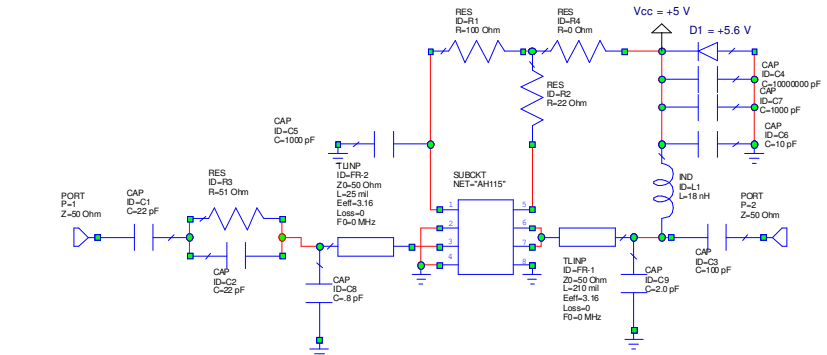 Vcc = +5 V
D1 = +5.6 V
RES
ID=R1
R=100 Ohm
RES
ID=R4
R=0 Ohm
RES
ID=R2
R=22 Ohm
CAP
ID=C4
C=10000000 pF
CAP
ID=C7
C=1000 pF
CAP
ID=C6
C=10 pF
CAP
ID=C5
C=1000 pF
TLINP
ID=FR-2
Z0=50 Ohm
L=25 mil
Eeff=3.16
Loss=0
F0=0 MHz
SUBCKT
NET="AH115"
IND
ID=L1
L=18 nH
PORT
P=1
Z=50 Ohm
CAP
ID=C1
C=22 pF
RES
ID=R3
R=51 Ohm
CAP
ID=C2
C=22 pF
CAP
ID=C8
C=.8 pF
1
2
3
4
5
6
7
8
TLINP
ID=FR-1
Z0=50 Ohm
L=210 mil
Eeff=3.16
Loss=0
F0=0 MHz
CAP
ID=C9
C=2.0 pF
CAP
ID=C3
C=100 pF
PORT
P=2
Z=50 Ohm